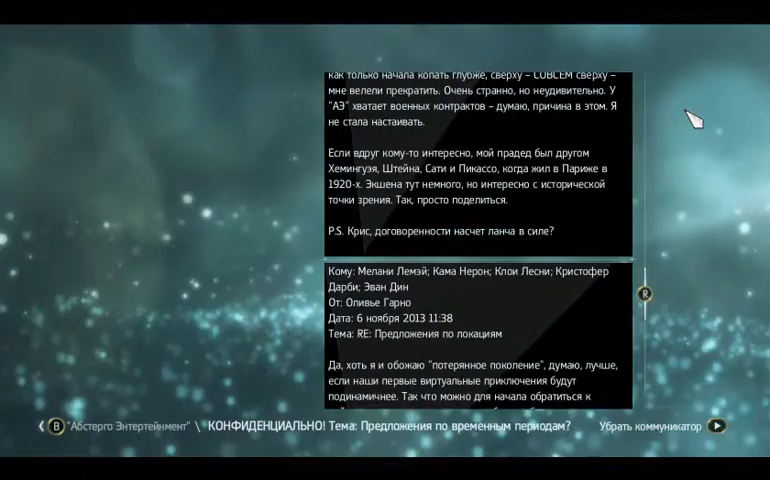 как только начала копать глубже, сверху – СОВСЕМ сверху –
мне велели прекратить. Очень странно, но неудивительно. У
"АЭ" хватает военных контрактов – думаю, причина в этом. Я
не стала настаивать.
Если вдруг кому-то интересно, мой прадед был другом
Хемингуэя, Штейна, Сати и Пикассо, когда жил в Париже в
1920-х. Экшена тут немного, но интересно с исторической
точки зрения. Так, просто поделиться.
P.S. Крис, договоренности насчет ланча в силе?
Кому: Мелани Лемэй; Кама Нерон; Клои Лесни; Кристофер
Дарби; Эван Дин
От: Оливье Гарно
Дата: 6 ноября 2013 11:38
Тема: RE: Предложения по локациям
R
Да, хоть я и обожаю "потерянное поколение", думаю, лучше,
если наши первые виртуальные приключения будут
подинамичнее. Так что можно для начала обратиться к
B "Абстерго Энтертейнмент" \ КОНФИДЕНЦИАЛЬНО! Тема: Предложения по временным периодам? Убрать коммуникатор